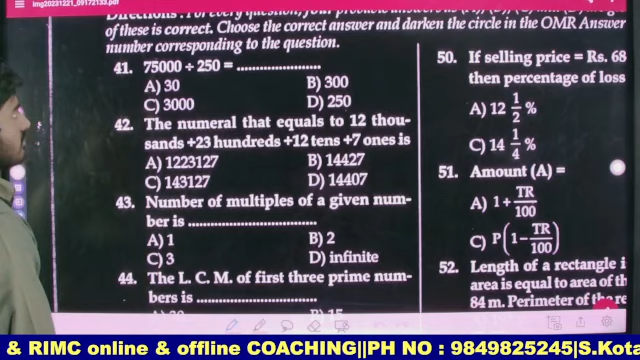 img20231221_09172133.pdf
of these is correct. Choose the correct answer and darken the circle in the OMR Answer
number corresponding to the question.
41. 75000 ÷ 250 = ......................
A) 30 B) 300
C) 3000 D) 250
42. The numeral that equals to 12 thou-
sands +23 hundreds +12 tens +7 ones is
A) 1223127 B) 14427
C) 143127 D) 14407
43. Number of multiples of a given num-
ber is ..................................
A) 1 B) 2
C) 3 D) infinite
44. The L. C. M. of first three prime num-
bers is ................................
50. If selling price = Rs. 68
then percentage of loss
A) 12 1/2 %
C) 14 1/4 %
51. Amount (A) =
A) 1 + TR/100
C) P(1 - TR/100)
52. Length of a rectangle i
area is equal to area of th
84 m. Perimeter of the re
& RIMC online & offline COACHING||PH NO : 9849825245|S.Kota